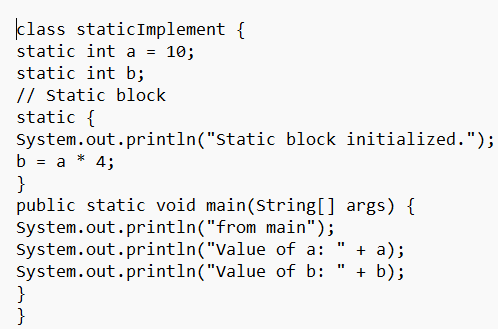 class staticImplement {
static int a = 10;
static int b;
// Static block
static {
System.out.println("Static block initialized.");
b = a * 4;
}
public static void main(String[] args) {
System.out.println("from main");
System.out.println("Value of a: " + a);
System.out.println("Value of b: " + b);
}
}